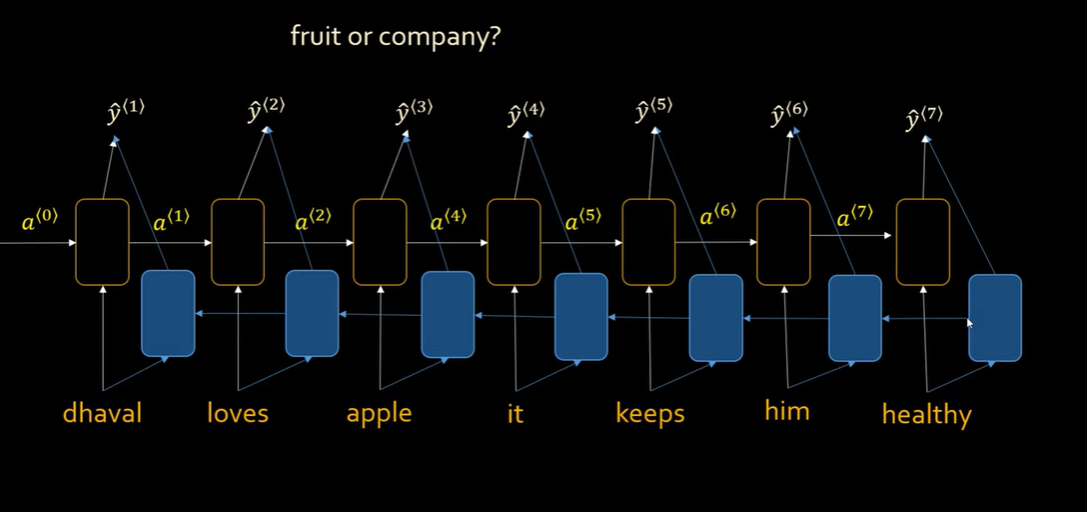 fruit or company?
ŷ⟨1⟩ ŷ⟨2⟩ ŷ⟨3⟩ ŷ⟨4⟩ ŷ⟨5⟩ ŷ⟨6⟩ ŷ⟨7⟩
a⟨0⟩ a⟨1⟩ a⟨2⟩ a⟨4⟩ a⟨5⟩ a⟨6⟩ a⟨7⟩
dhaval loves apple it keeps him healthy